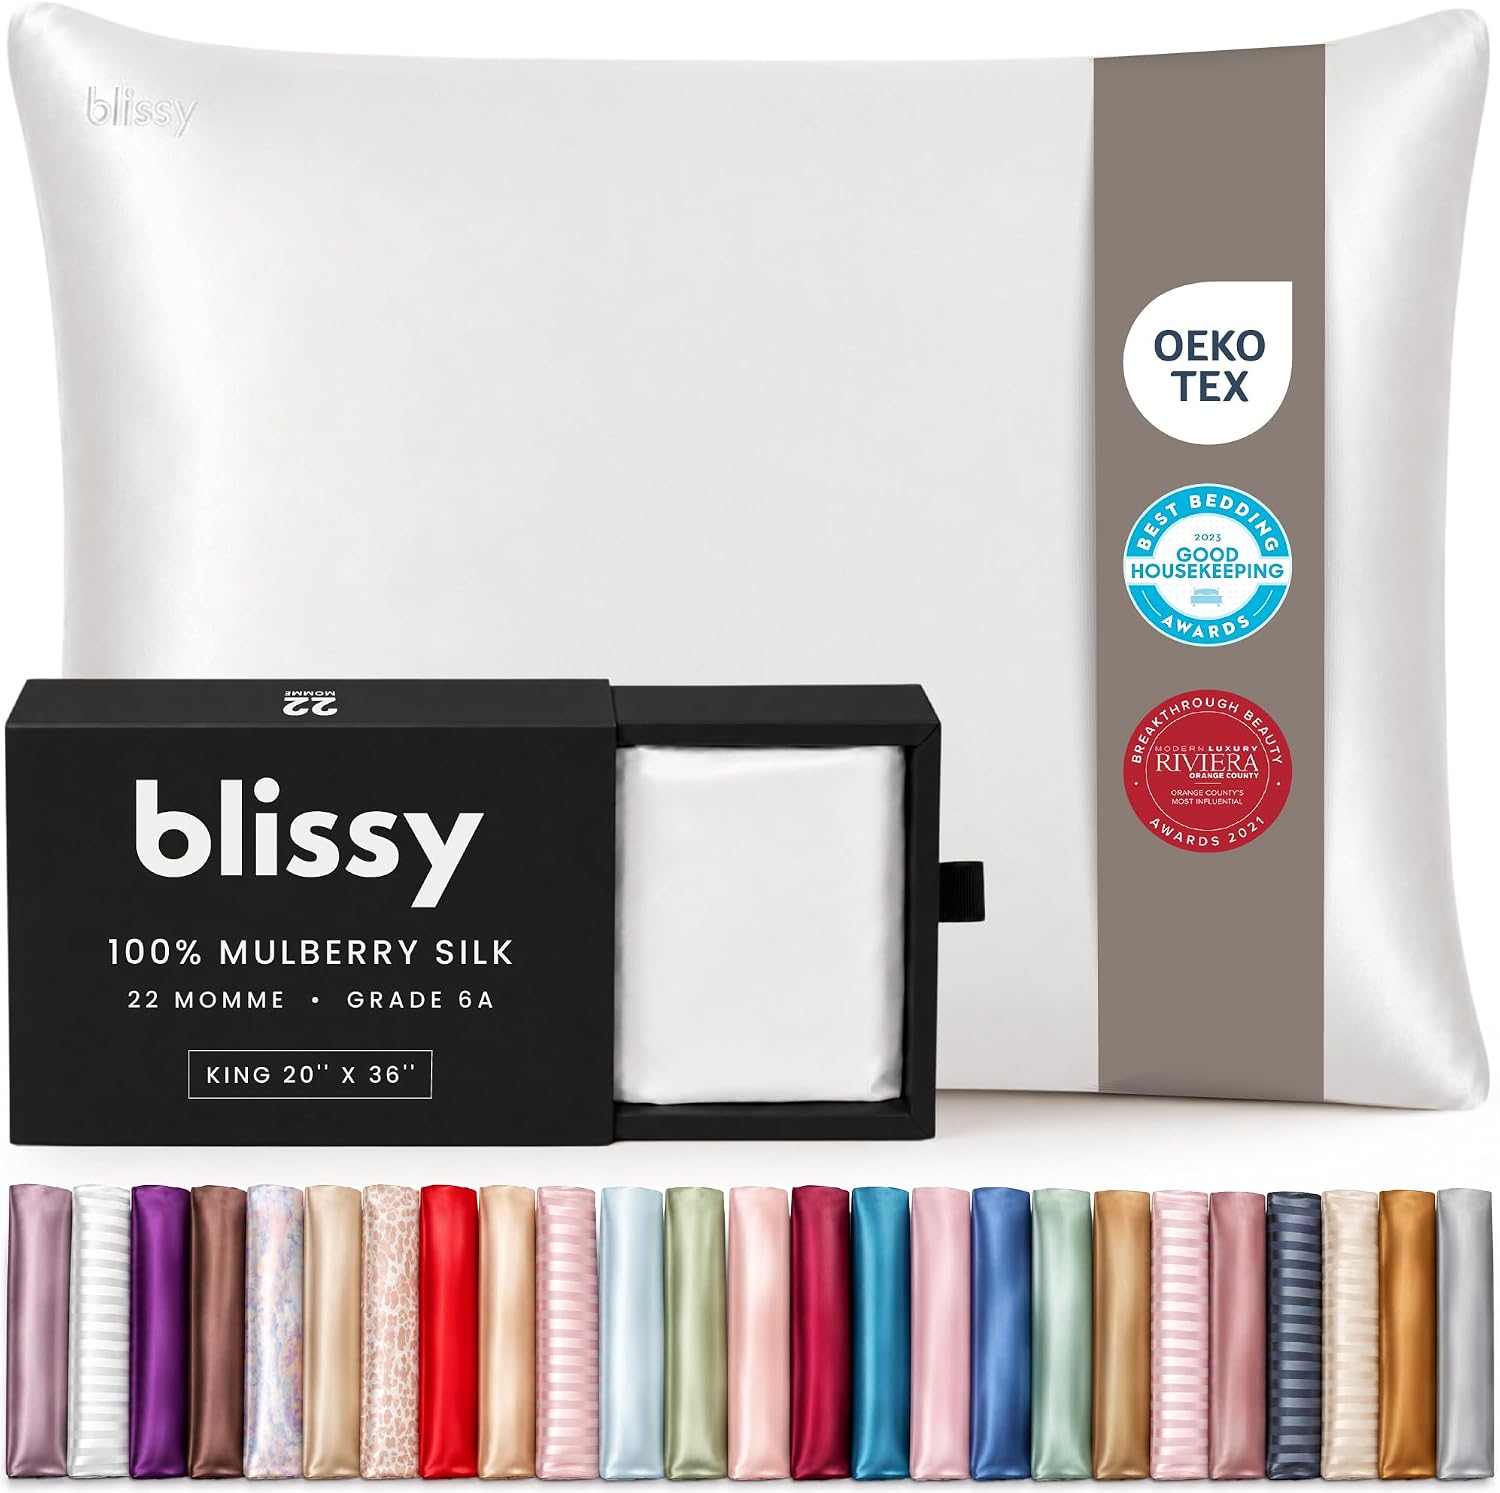 blissy
OEKO
TEX
BEST BEDDING
2023
GOOD
HOUSEKEEPING
AWARDS
BREAKTHROUGH BEAUTY
MODERN LUXURY
RIVIERA
ORANGE COUNTY
ORANGE COUNTY'S
MOST INFLUENTIAL
AWARDS 2021
22
MOMME
blissy
100% MULBERRY SILK
22 MOMME • GRADE 6A
KING 20'' X 36''